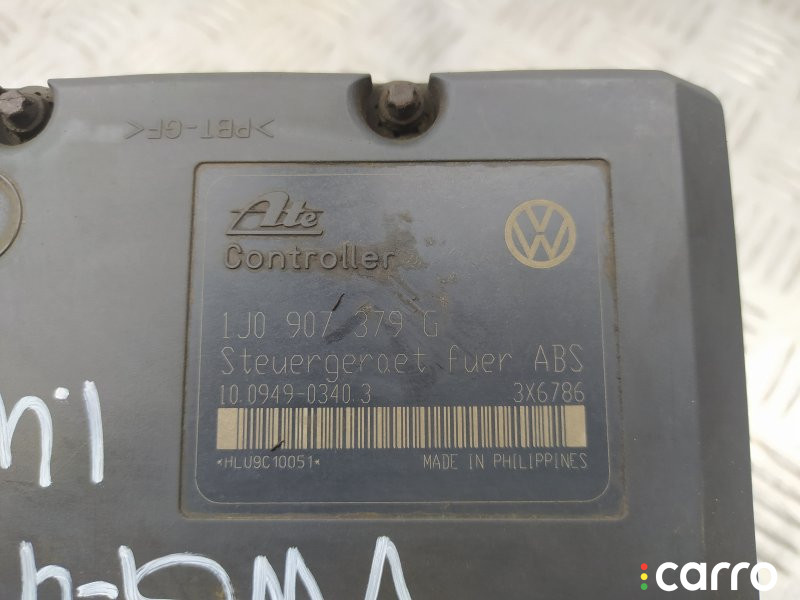 >PBT-GF<
Ate
Controller
1J0 907 379 G
Steuergeraet fuer ABS
10.0949-0340.3 3X6786
*HLU9C10051*
MADE IN PHILIPPINES
carro